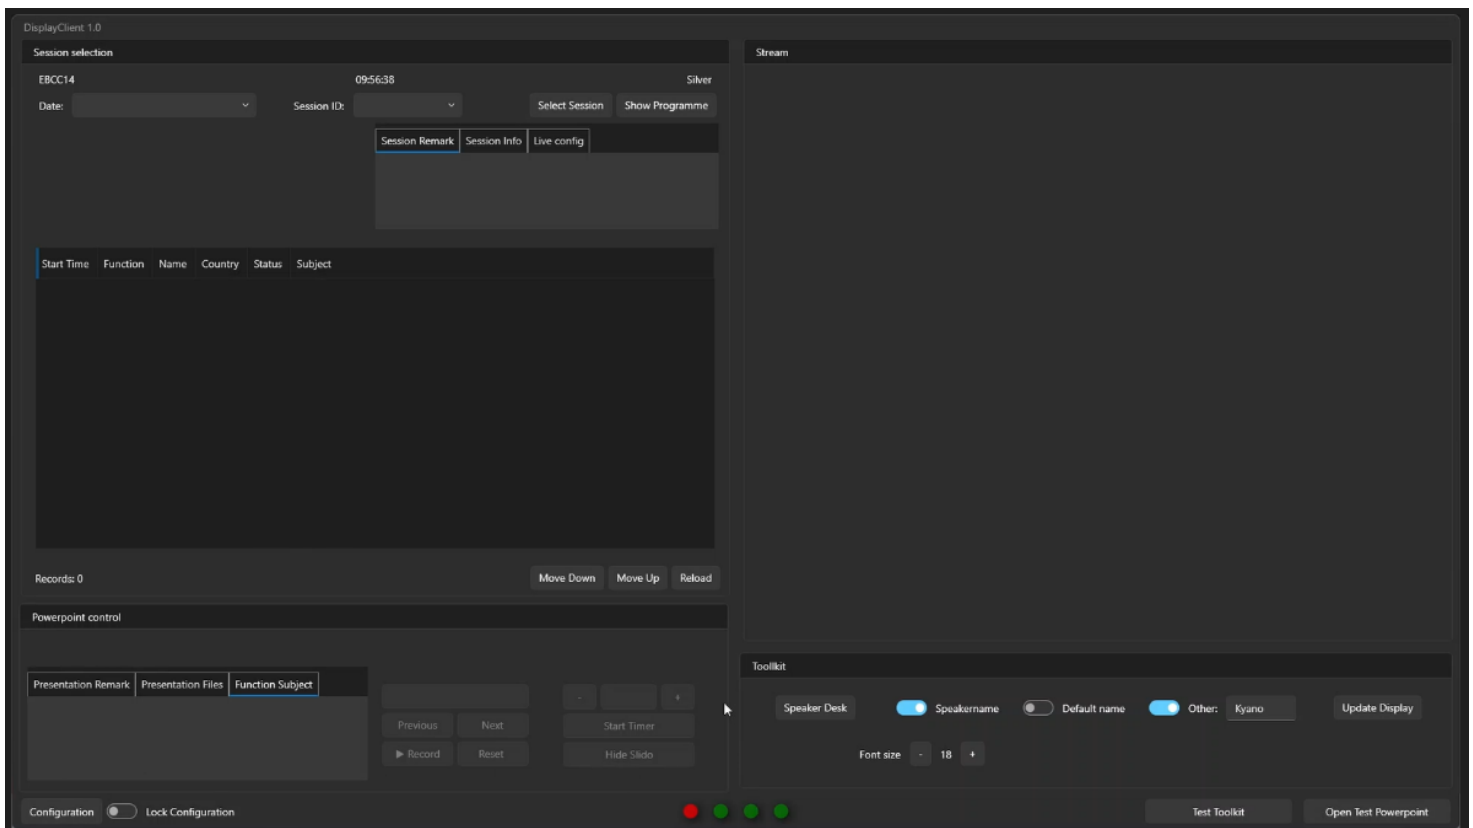 DisplayClient 1.0
Session selection
EBCC14 09:56:38 Silver
Date: Session ID: Select Session Show Programme
Session Remark Session Info Live config
Start Time Function Name Country Status Subject
Records: 0 Move Down Move Up Reload
Powerpoint control
Presentation Remark Presentation Files Function Subject
- +
Previous Next Start Timer
▶ Record Reset Hide Slido
Configuration Lock Configuration
Stream
Toollkit
Speaker Desk Speakername Default name Other: Kyano Update Display
Font size - 18 +
Test Toolkit Open Test Powerpoint